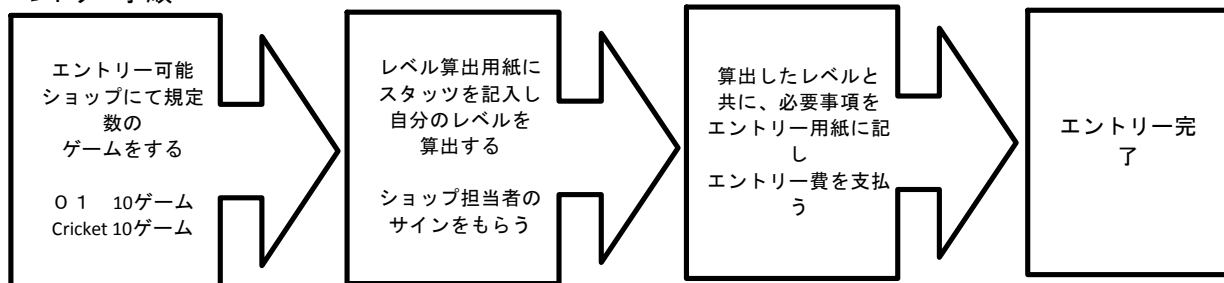 エントリー可能
ショップにて規定
数の
ゲームをする
０１　10ゲーム
Cricket 10ゲーム
レベル算出用紙に
スタッツを記入し
自分のレベルを
算出する
ショップ担当者の
サインをもらう
算出したレベルと
共に、必要事項を
エントリー用紙に記
し
エントリー費を支払
う
エントリー完
了